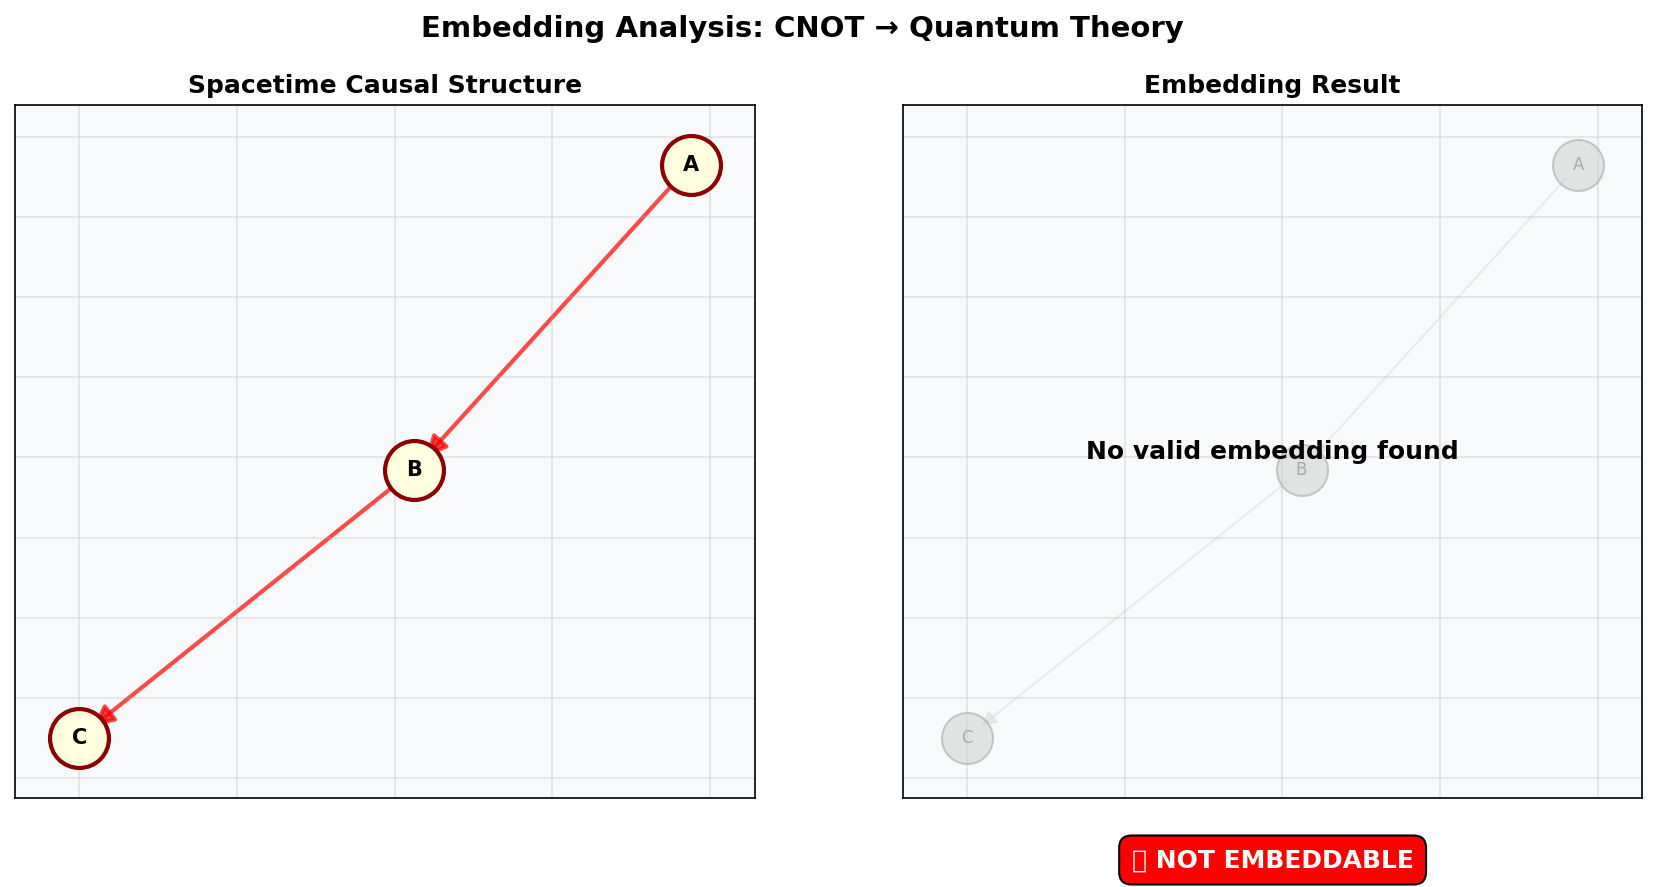 Embedding Analysis: CNOT → Quantum Theory
Spacetime Causal Structure
A
B
C
Embedding Result
A
No valid embedding found
B
C
NOT EMBEDDABLE